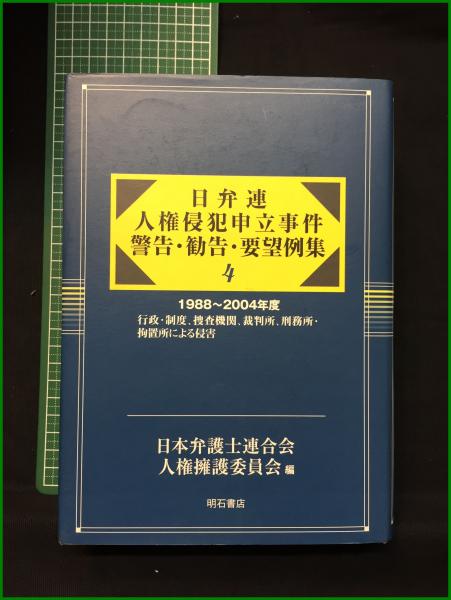 日弁連
人権侵犯申立事件
警告・勧告・要望例集
4
1988～2004年度
行政・制度、捜査機関、裁判所、刑務所・
拘置所による侵害
日本弁護士連合会
人権擁護委員会 編
明石書店